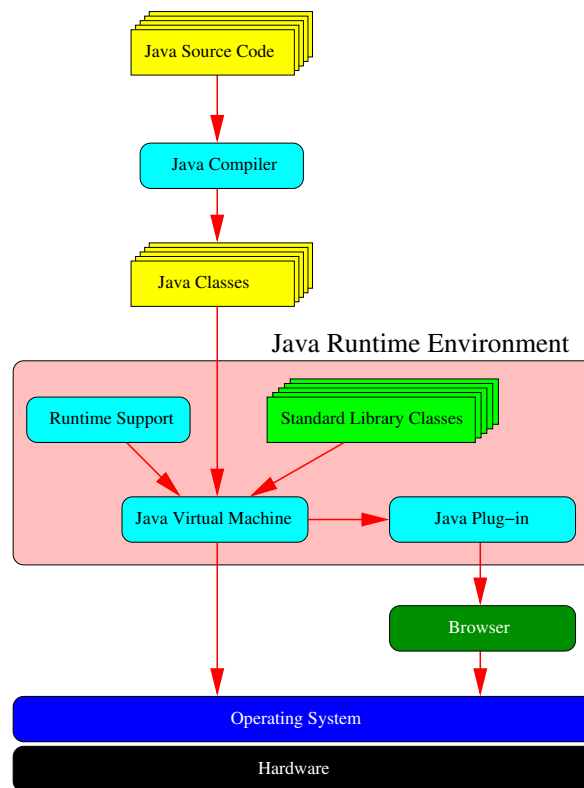 Java Source Code
Java Compiler
Java Classes
Java Runtime Environment
Runtime Support
Standard Library Classes
Java Virtual Machine
Java Plug−in
Browser
Operating System
Hardware